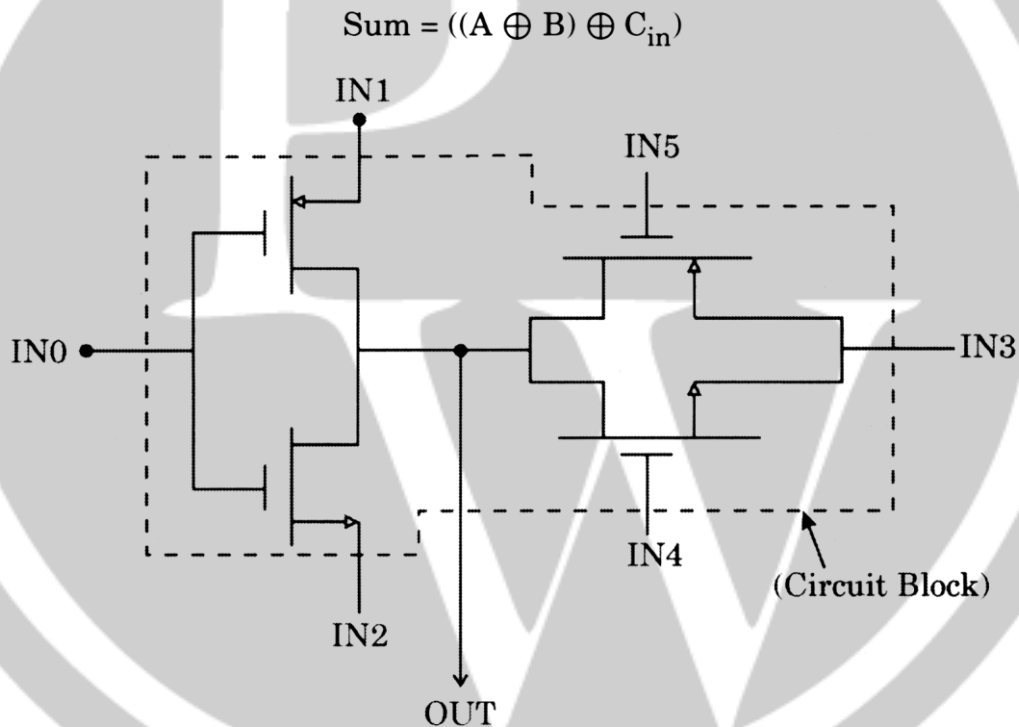 Sum = ((A ⊕ B) ⊕ C_in)
IN1
IN5
IN0
IN3
IN4
(Circuit Block)
IN2
OUT